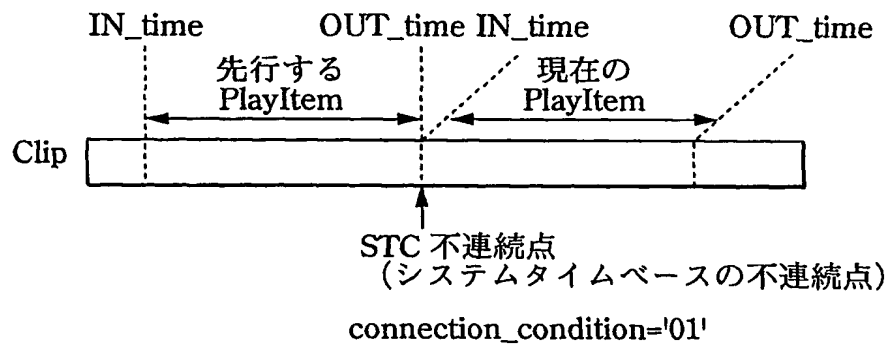 IN_time OUT_time IN_time OUT_time
先行する 現在の
PlayItem PlayItem
Clip
STC 不連続点
（システムタイムベースの不連続点）
connection_condition='01'